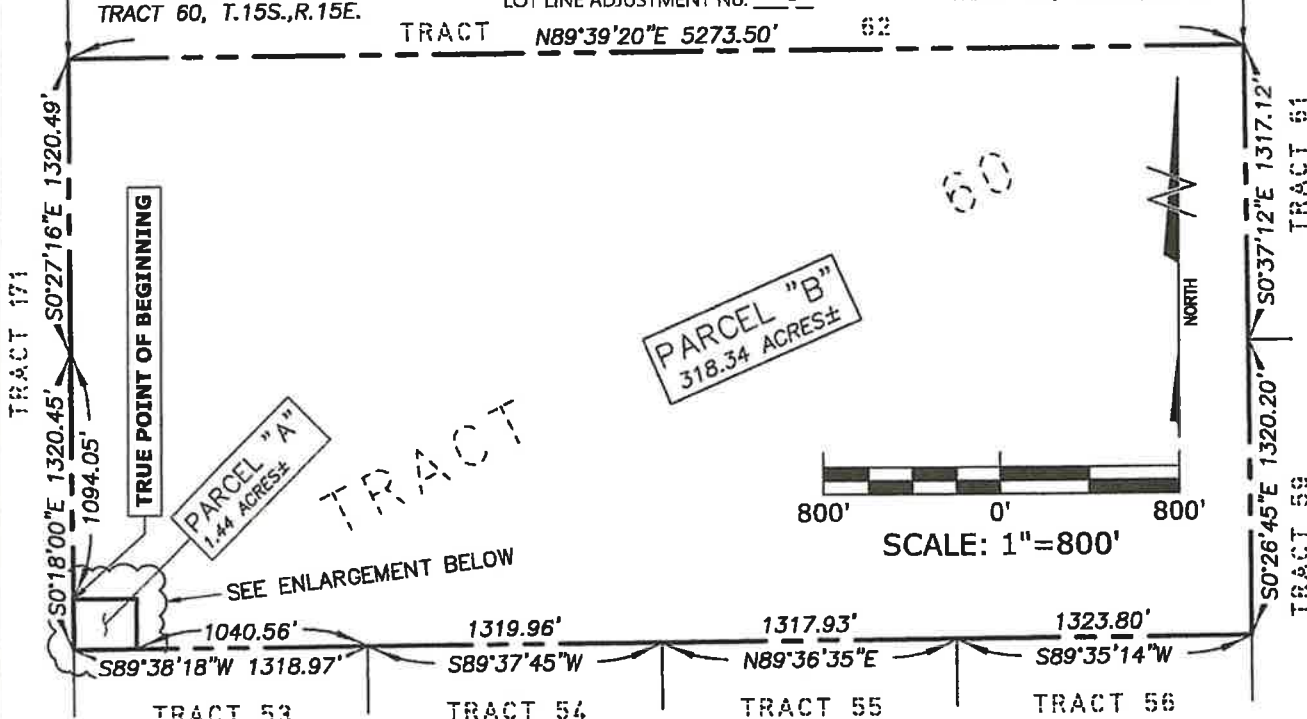 TRACT 60, T.15S.,R.15E.
LOT LINE ADJUSTMENT NO.
TRACT N89°39'20"E 5273.50' 62
S0°27'16"E 1320.49'
S0°37'12"E 1317.12'
TRACT 61
60
TRACT 171
TRUE POINT OF BEGINNING
PARCEL "B"
318.34 ACRES±
NORTH
S0°18'00"E 1320.45'
1094.05'
PARCEL "A"
1.44 ACRES±
TRACT
800' 0' 800'
SCALE: 1"=800'
S0°26'45"E 1320.20'
TRACT 59
SEE ENLARGEMENT BELOW
1040.56' 1319.96' 1317.93' 1323.80'
S89°38'18"W 1318.97' S89°37'45"W N89°36'35"E S89°35'14"W
TRACT 53 TRACT 54 TRACT 55 TRACT 56